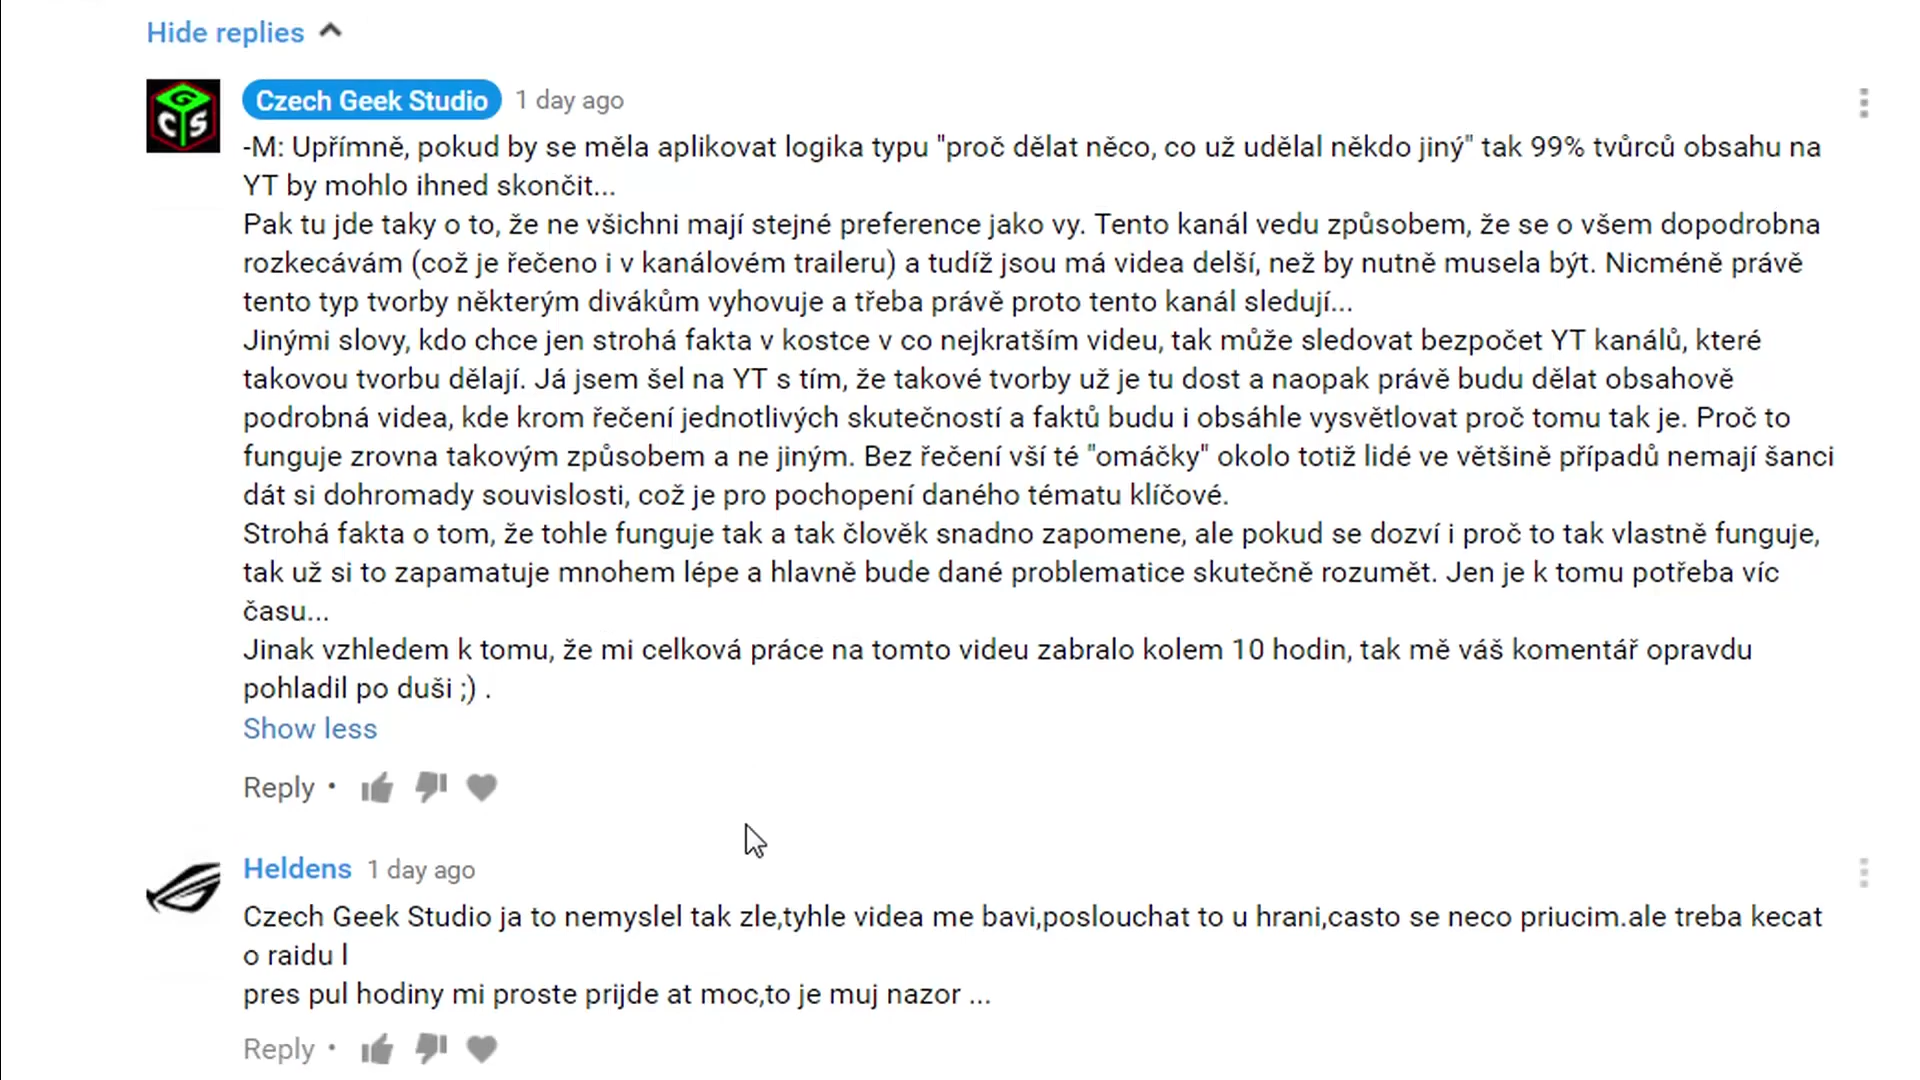 Hide replies
GCS
Czech Geek Studio 1 day ago
-M: Upřímně, pokud by se měla aplikovat logika typu "proč dělat něco, co už udělal někdo jiný" tak 99% tvůrců obsahu na
YT by mohlo ihned skončit...
Pak tu jde taky o to, že ne všichni mají stejné preference jako vy. Tento kanál vedu způsobem, že se o všem dopodrobna
rozkecávám (což je řečeno i v kanálovém traileru) a tudíž jsou má videa delší, než by nutně musela být. Nicméně právě
tento typ tvorby některým divákům vyhovuje a třeba právě proto tento kanál sledují...
Jinými slovy, kdo chce jen strohá fakta v kostce v co nejkratším videu, tak může sledovat bezpočet YT kanálů, které
takovou tvorbu dělají. Já jsem šel na YT s tím, že takové tvorby už je tu dost a naopak právě budu dělat obsahově
podrobná videa, kde krom řečení jednotlivých skutečností a faktů budu i obsáhle vysvětlovat proč tomu tak je. Proč to
funguje zrovna takovým způsobem a ne jiným. Bez řečení vší té "omáčky" okolo totiž lidé ve většině případů nemají šanci
dát si dohromady souvislosti, což je pro pochopení daného tématu klíčové.
Strohá fakta o tom, že tohle funguje tak a tak člověk snadno zapomene, ale pokud se dozví i proč to tak vlastně funguje,
tak už si to zapamatuje mnohem lépe a hlavně bude dané problematice skutečně rozumět. Jen je k tomu potřeba víc
času...
Jinak vzhledem k tomu, že mi celková práce na tomto videu zabralo kolem 10 hodin, tak mě váš komentář opravdu
pohladil po duši ;) .
Show less
Reply •
Heldens 1 day ago
Czech Geek Studio ja to nemyslel tak zle,tyhle videa me bavi,poslouchat to u hrani,casto se neco priucim.ale treba kecat
o raidu l
pres pul hodiny mi proste prijde at moc,to je muj nazor ...
Reply •